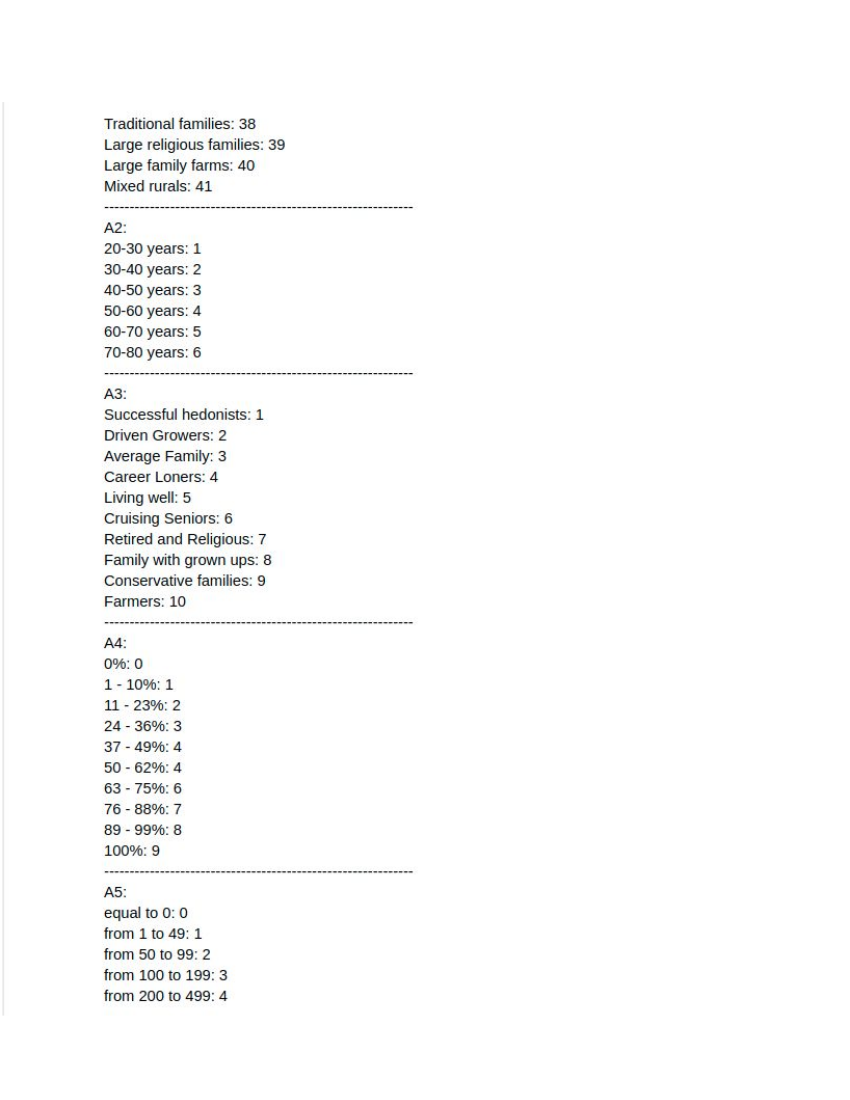 Traditional families: 38
Large religious families: 39
Large family farms: 40
Mixed rurals: 41
------------------------------------------------------------
A2:
20-30 years: 1
30-40 years: 2
40-50 years: 3
50-60 years: 4
60-70 years: 5
70-80 years: 6
------------------------------------------------------------
A3:
Successful hedonists: 1
Driven Growers: 2
Average Family: 3
Career Loners: 4
Living well: 5
Cruising Seniors: 6
Retired and Religious: 7
Family with grown ups: 8
Conservative families: 9
Farmers: 10
------------------------------------------------------------
A4:
0%: 0
1 - 10%: 1
11 - 23%: 2
24 - 36%: 3
37 - 49%: 4
50 - 62%: 4
63 - 75%: 6
76 - 88%: 7
89 - 99%: 8
100%: 9
------------------------------------------------------------
A5:
equal to 0: 0
from 1 to 49: 1
from 50 to 99: 2
from 100 to 199: 3
from 200 to 499: 4